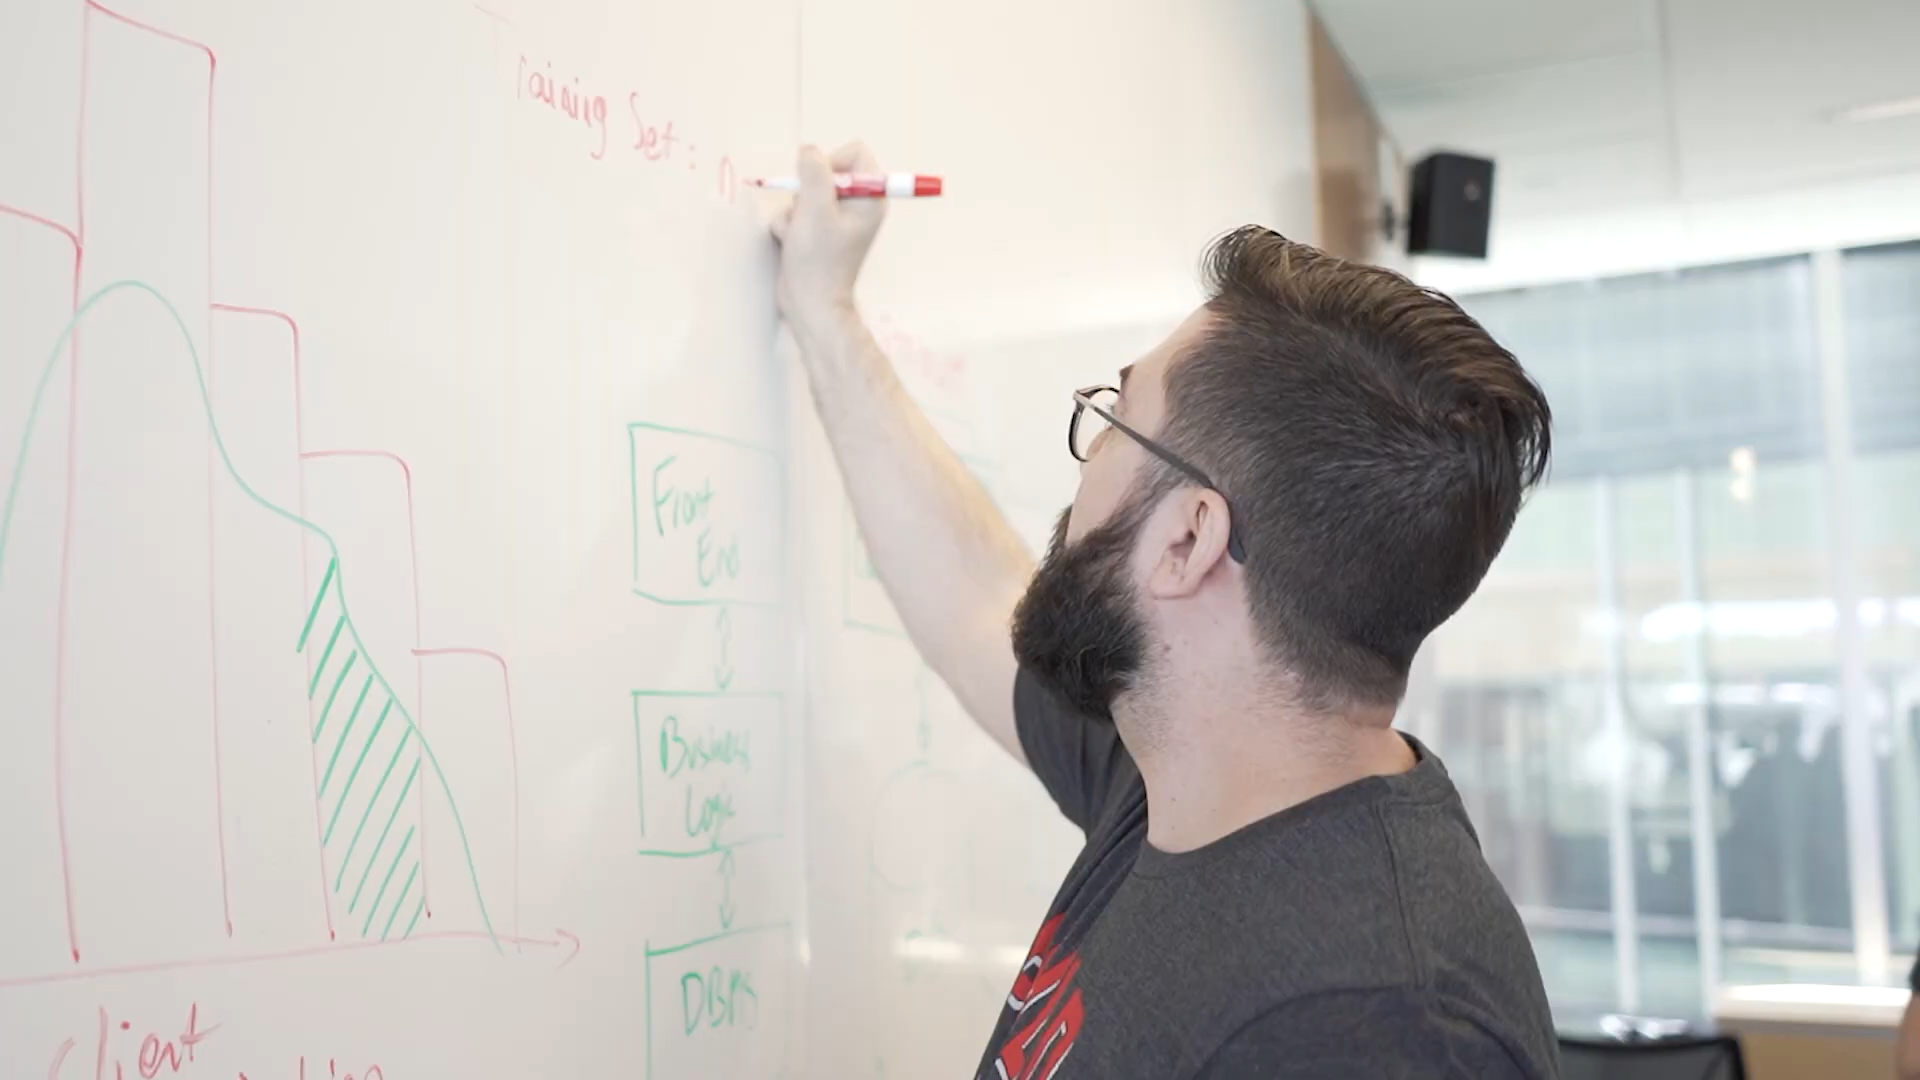 Training Set: n
Front
End
Business
Logic
DBMS
Client